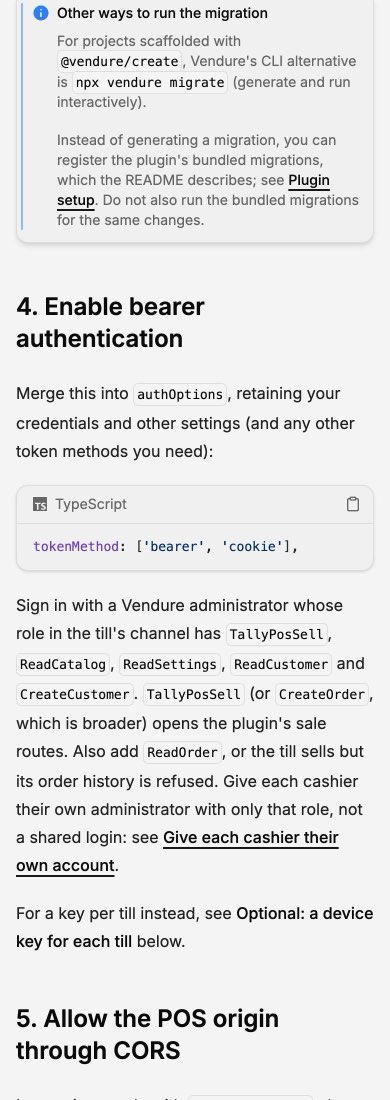 Other ways to run the migration
For projects scaffolded with
@vendure/create, Vendure's CLI alternative
is npx vendure migrate (generate and run
interactively).
Instead of generating a migration, you can
register the plugin's bundled migrations,
which the README describes; see Plugin
setup. Do not also run the bundled migrations
for the same changes.
4. Enable bearer
authentication
Merge this into authOptions, retaining your
credentials and other settings (and any other
token methods you need):
TS TypeScript
tokenMethod: ['bearer', 'cookie'],
Sign in with a Vendure administrator whose
role in the till's channel has TallyPosSell,
ReadCatalog, ReadSettings, ReadCustomer and
CreateCustomer. TallyPosSell (or CreateOrder,
which is broader) opens the plugin's sale
routes. Also add ReadOrder, or the till sells but
its order history is refused. Give each cashier
their own administrator with only that role, not
a shared login: see Give each cashier their
own account.
For a key per till instead, see Optional: a device
key for each till below.
5. Allow the POS origin
through CORS